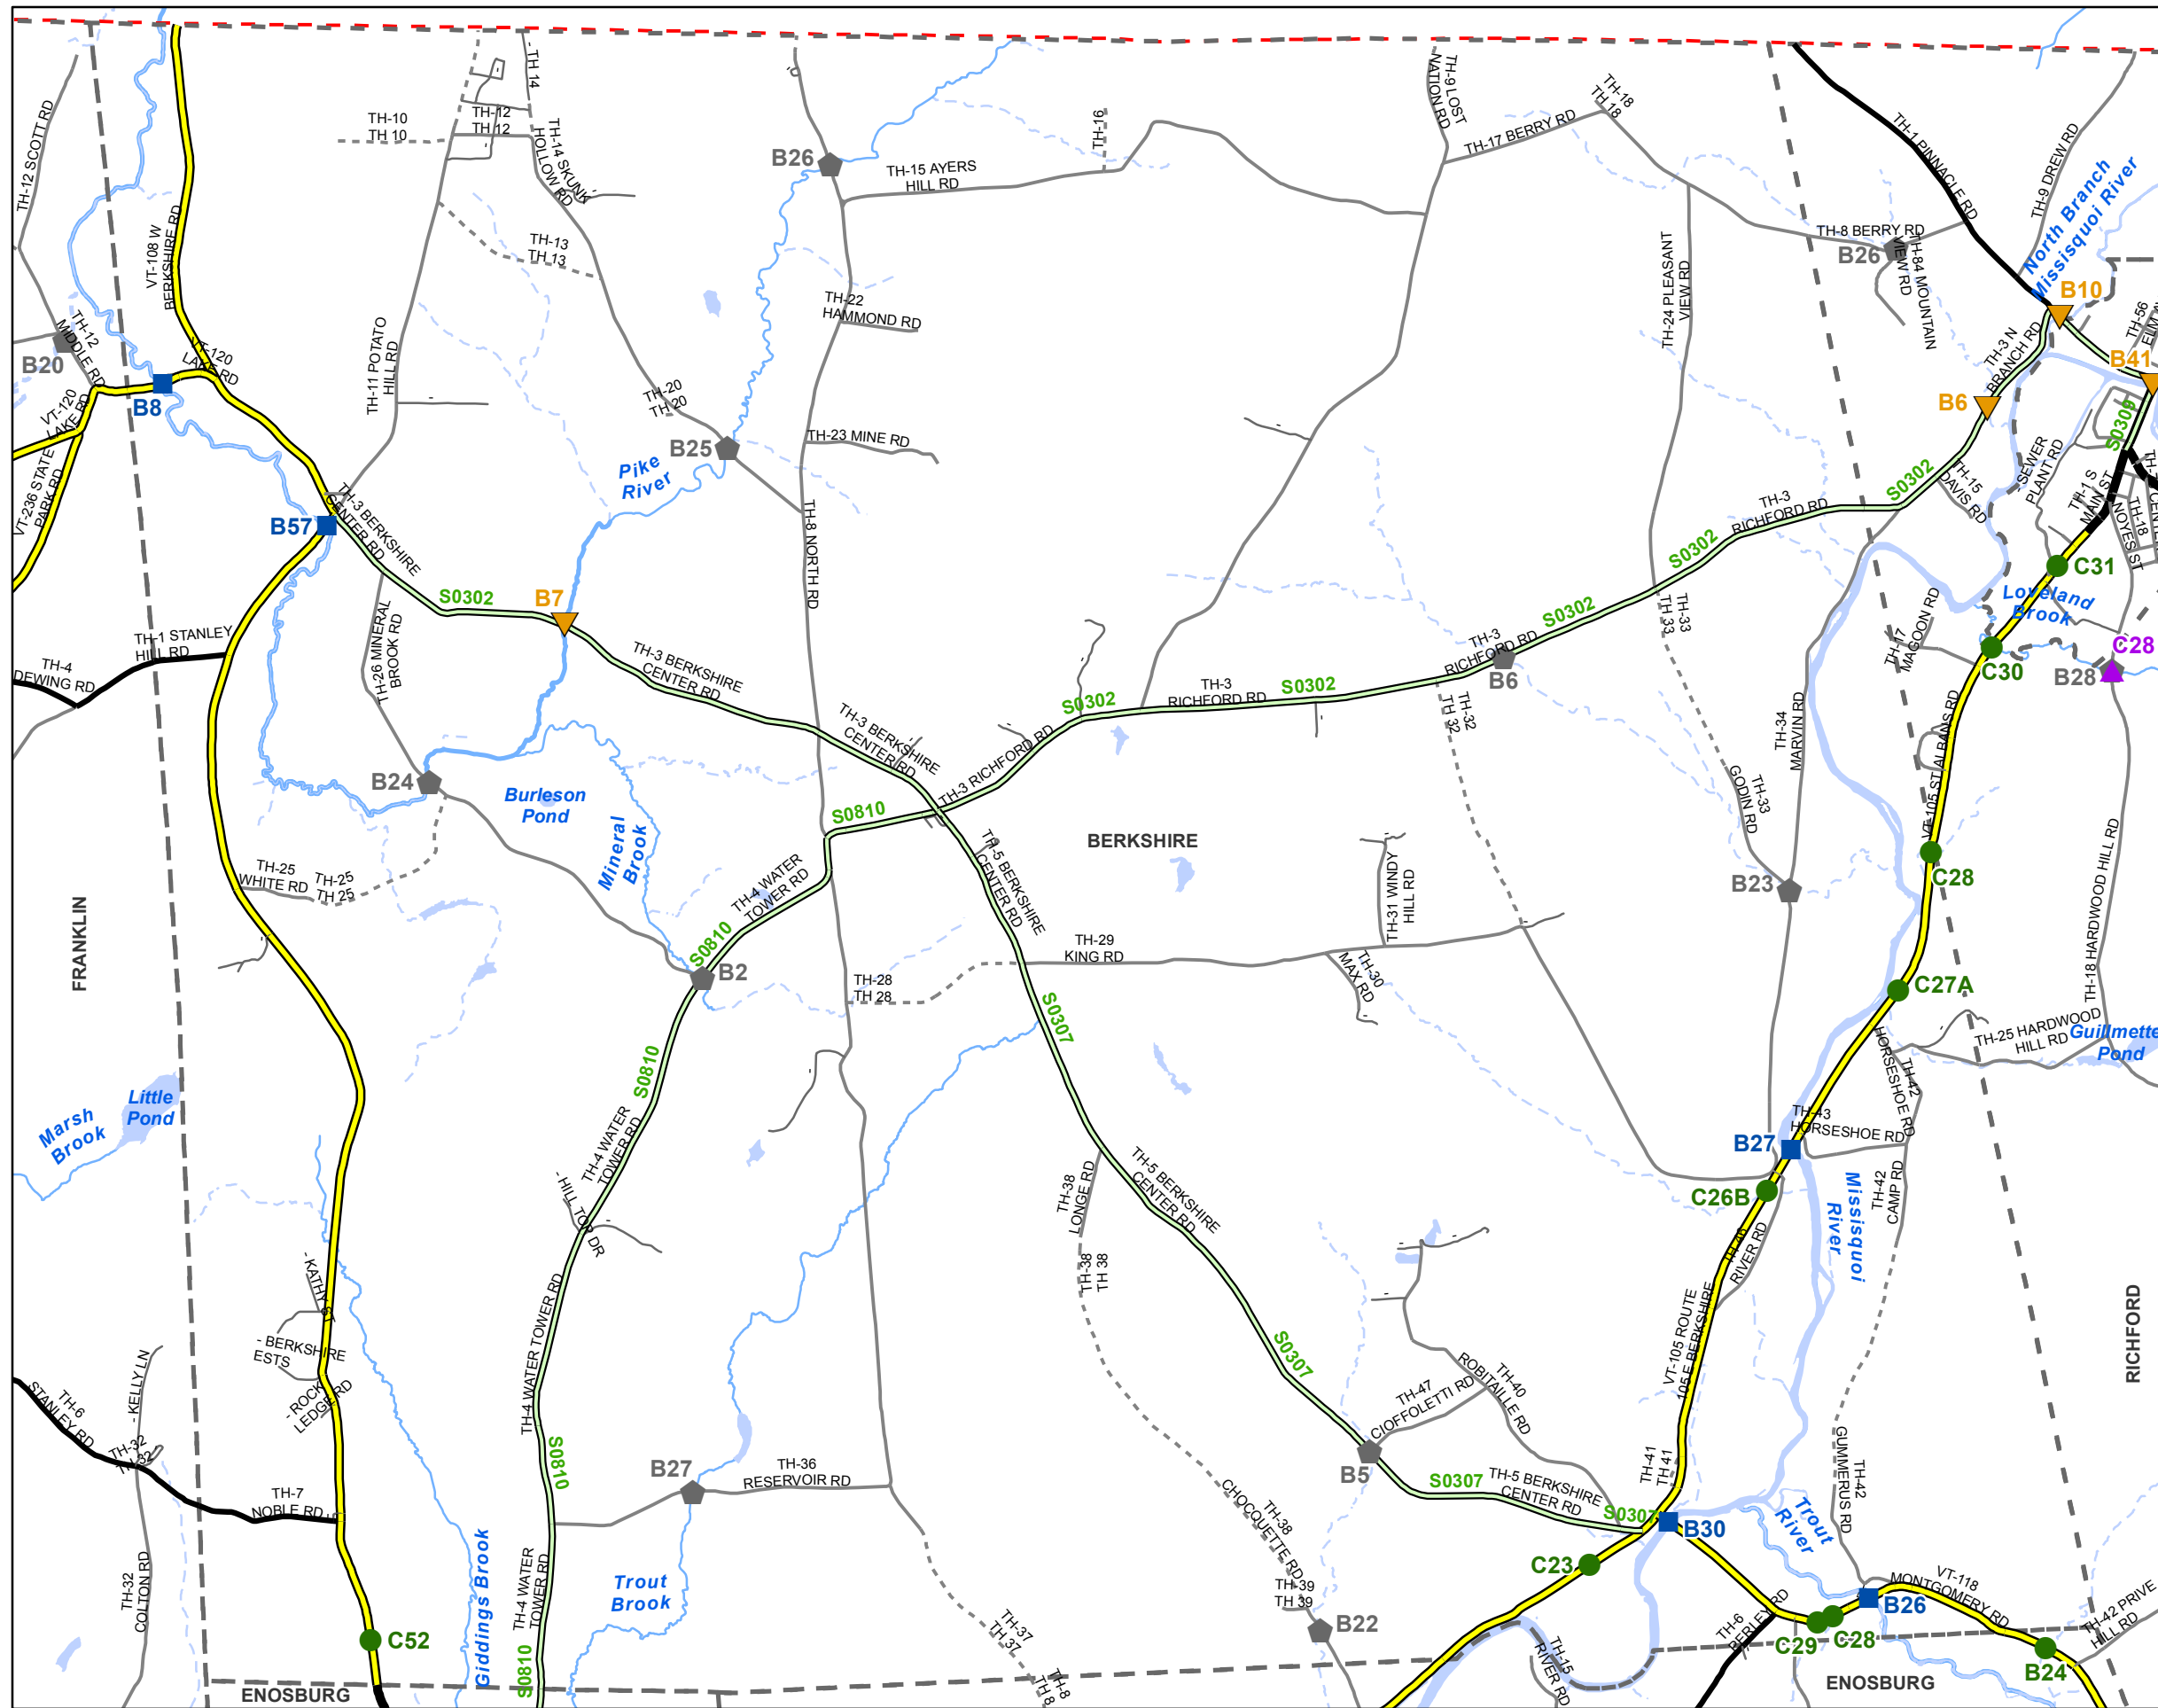 TH-12 SCOTT RD
VT-108 W
BERKSHIRE RD
TH-10
TH 10
TH-12
TH 12
- TH 14
TH-14 SKUNK
HOLLOW RD
TH-13
TH 13
B26
TH-15 AYERS
HILL RD
TH-16
TH-9 LOST
NATION RD
TH-17 BERRY RD
TH-18
TH 18
TH-1 PINNACLE RD
TH-9 DREW RD
North Branch
Missisquoi River
TH-8 BERRY RD
B26
TH-84 MOUNTAIN
VIEW RD
TH-24 PLEASANT
VIEW RD
B10
TH-56
B41
TH-3 N
BRANCH RD
B6
S0309
TH-12
MIDDLE RD
B20
VT-120
LAKE RD
B8
VT-120
LAKE RD
VT-236 STATE
PARK RD
TH-11 POTATO
HILL RD
TH-22
HAMMOND RD
TH-20
TH 20
B25
TH-23 MINE RD
Pike
River
B57
TH-3 BERKSHIRE
CENTER RD
S0302
B7
TH-8 NORTH RD
TH-26 MINERAL
BROOK RD
TH-1 STANLEY
HILL RD
TH-4
DEWING RD
TH-3 BERKSHIRE
CENTER RD
TH-3 BERKSHIRE
CENTER RD
TH-3 RICHFORD RD
S0302
TH-3
RICHFORD RD
S0302
TH-3
RICHFORD RD
B6
S0302
S0302
TH-3
RICHFORD RD
S0302
TH-15
DAVIS RD
- SEWER
PLANT RD
TH-1 S
MAIN ST
TH-18
NOYES ST
C31
Loveland
Brook
C30
C28
B28
TH-17
MAGOON RD
TH-33
TH 33
TH-32
TH 32
TH-34
MARVIN RD
TH-33
GODIN RD
VT-105 ST ALBANS RD
B24
Burleson
Pond
Mineral
Brook
S0810
BERKSHIRE
TH-4 WATER
TOWER RD
TH-5 BERKSHIRE
CENTER RD
TH-25
WHITE RD
TH-25
TH 25
S0810
B2
TH-28
TH 28
TH-29
KING RD
TH-31 WINDY
HILL RD
TH-30
MAX RD
B23
C28
C27A
TH-18 HARDWOOD HILL RD
TH-25 HARDWOOD
HILL RD
Guillmette
Pond
FRANKLIN
S0307
S0810
Little
Pond
Marsh
Brook
TH-42
HORSESHOE RD
TH-43
HORSESHOE RD
B27
C26B
Missisquoi
River
TH-42
CAMP RD
TH-46
RIVER RD
TH-4 WATER
TOWER RD
- HILL TOP DR
TH-38
LONGE RD
TH-38
TH 38
TH-5 BERKSHIRE
CENTER RD
- KATHY ST
- BERKSHIRE
ESTS
- ROCK
LEDGE RD
- KELLY LN
TH-6
STANLEY RD
TH-32
TH-32
TH-7
NOBLE RD
TH-4 WATER TOWER RD
S0810
S0307
VT-105 ROUTE
105 E BERKSHIRE
RICHFORD
TH-40
ROBITAILLE RD
TH-47
CIOFFOLETTI RD
B5
S0307
TH-5 BERKSHIRE
CENTER RD
S0307
TH-41
TH 41
B27
TH-36
RESERVOIR RD
TH-38
CHOCQUETTE RD
TH-39
TH 39
B22
C23
B30
Trout
River
TH-42
GUMMERUS RD
VT-118
MONTGOMERY RD
B26
C28
C29
TH-6
BERLEY RD
TH-42 PRIVE
HILL RD
B24
TH-32
COLTON RD
C52
Giddings Brook
TH-4 WATER
TOWER RD
S0810
Trout
Brook
TH-37
TH 37
TH-8
TH 8
TH-15
RIVER RD
ENOSBURG
ENOSBURG